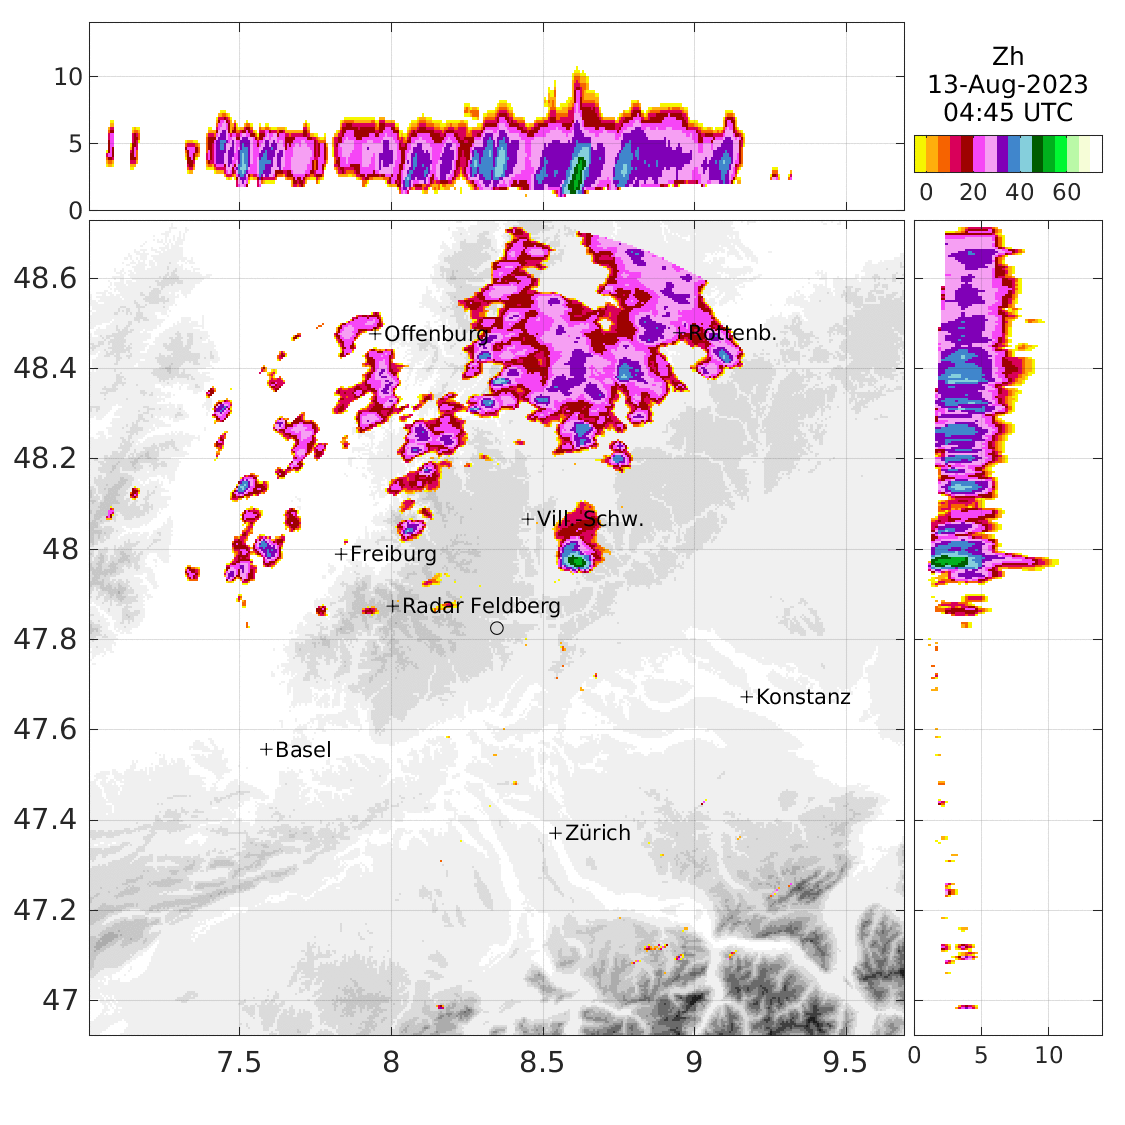 10
5
0
Zh
13-Aug-2023
04:45 UTC
0 20 40 60
48.6
48.4
48.2
48
47.8
47.6
47.4
47.2
47
Offenburg
Rottenb.
Vill.-Schw.
Freiburg
Radar Feldberg
Konstanz
Basel
Zürich
7.5 8 8.5 9 9.5
0 5 10